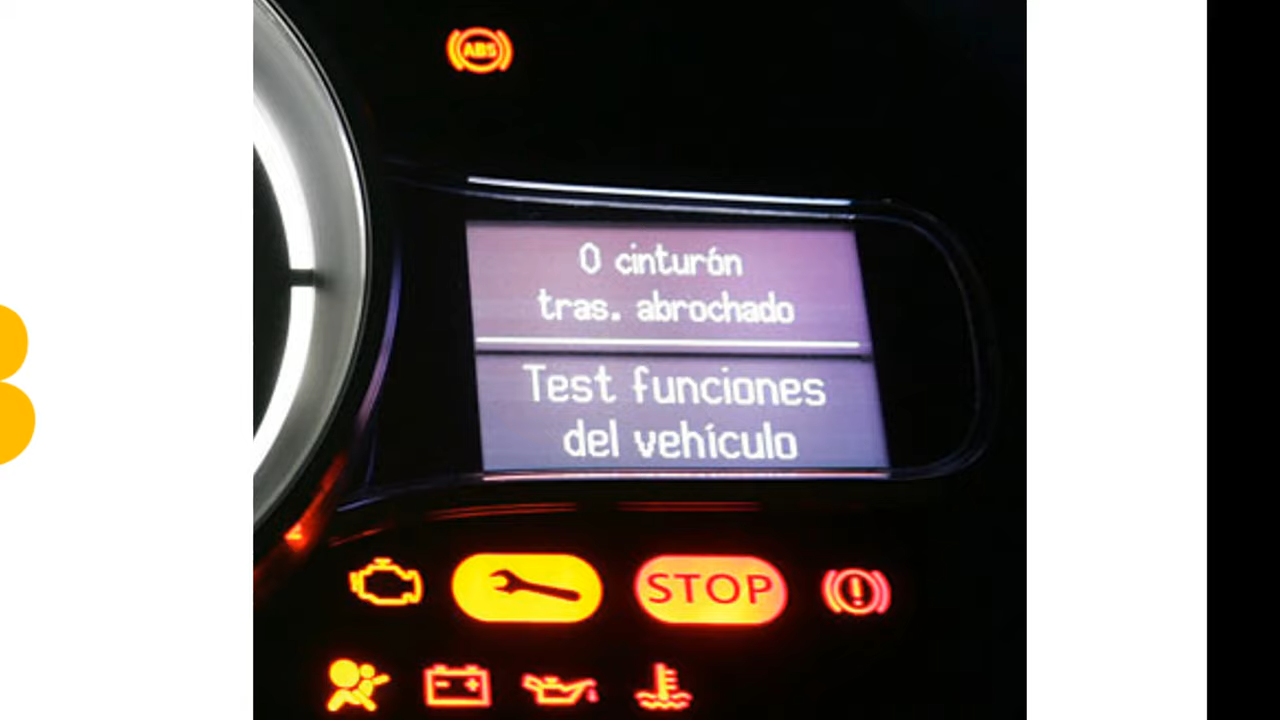 ABS
0 cinturón
tras. abrochado
Test funciones
del vehículo
STOP